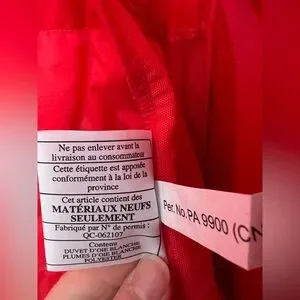 Ne pas enlever avant la
livraison au consommateur
Cette étiquette est apposée
conformément à la loi de la
province
Cet article contient des
MATÉRIAUX NEUFS
SEULEMENT
Fabriqué par N° de permis :
QC-062107
Contenu
DUVET D'OIE BLANCHE
PLUMES D'OIE BLANCHE
POLYESTER
Per. No. PA 9900 (CN